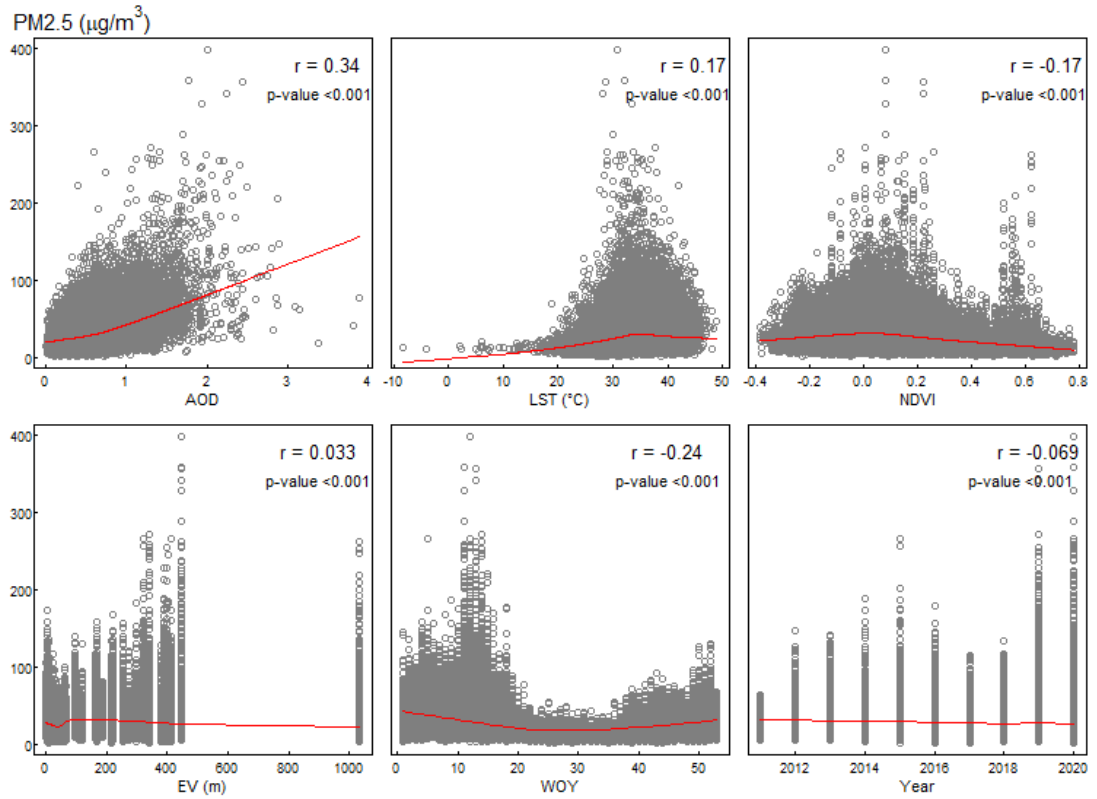 PM2.5 (μg/m³)
400
300
200
100
0
r = 0.34
p-value <0.001
0 1 2 3 4
AOD
r = 0.17
p-value <0.001
-10 0 10 20 30 40 50
LST (°C)
r = -0.17
p-value <0.001
-0.4 -0.2 0.0 0.2 0.4 0.6 0.8
NDVI
400
300
200
100
0
r = 0.033
p-value <0.001
0 200 400 600 800 1000
EV (m)
r = -0.24
p-value <0.001
0 10 20 30 40 50
WOY
r = -0.069
p-value <0.001
2012 2014 2016 2018 2020
Year